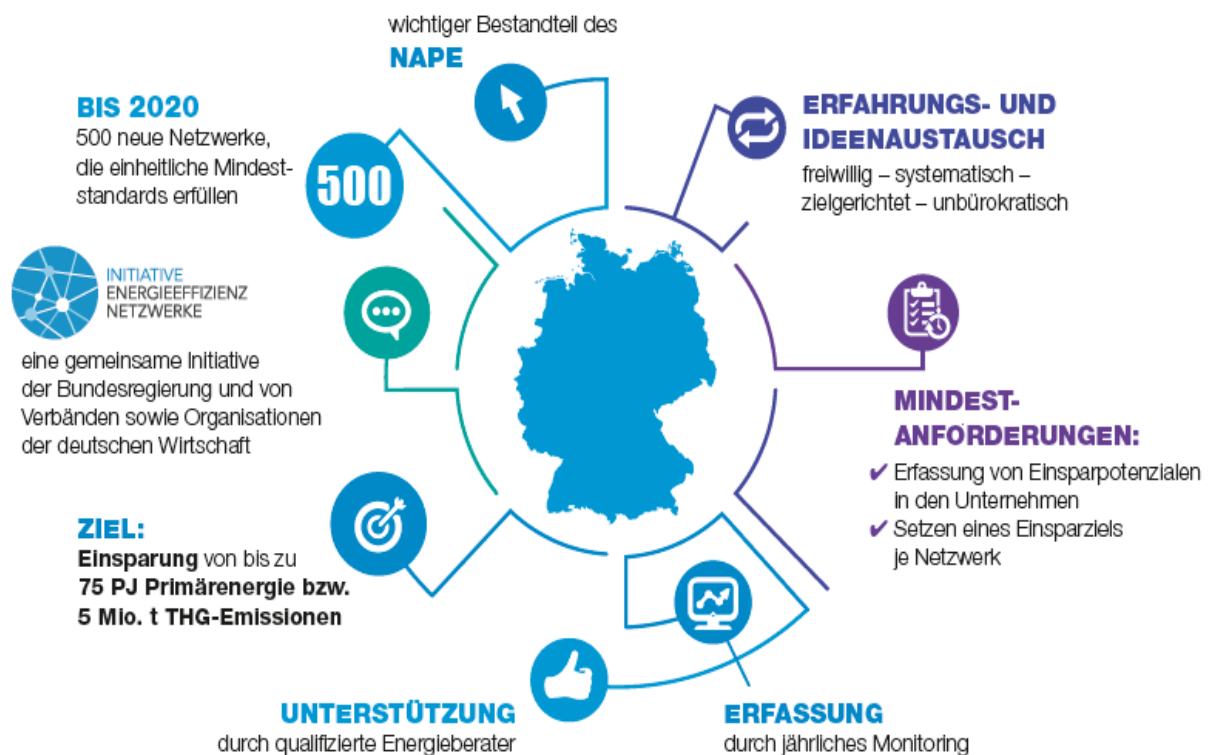 wichtiger Bestandteil des
NAPE
BIS 2020
500 neue Netzwerke,
die einheitliche Mindest-
standards erfüllen
500
ERFAHRUNGS- UND
IDEENAUSTAUSCH
freiwillig – systematisch –
zielgerichtet – unbürokratisch
INITIATIVE
ENERGIEEFFIZIENZ
NETZWERKE
eine gemeinsame Initiative
der Bundesregierung und von
Verbänden sowie Organisationen
der deutschen Wirtschaft
MINDEST-
ANFORDERUNGEN:
✔ Erfassung von Einsparpotenzialen
in den Unternehmen
✔ Setzen eines Einsparziels
je Netzwerk
ZIEL:
Einsparung von bis zu
75 PJ Primärenergie bzw.
5 Mio. t THG-Emissionen
UNTERSTÜTZUNG
durch qualifizierte Energieberater
ERFASSUNG
durch jährliches Monitoring